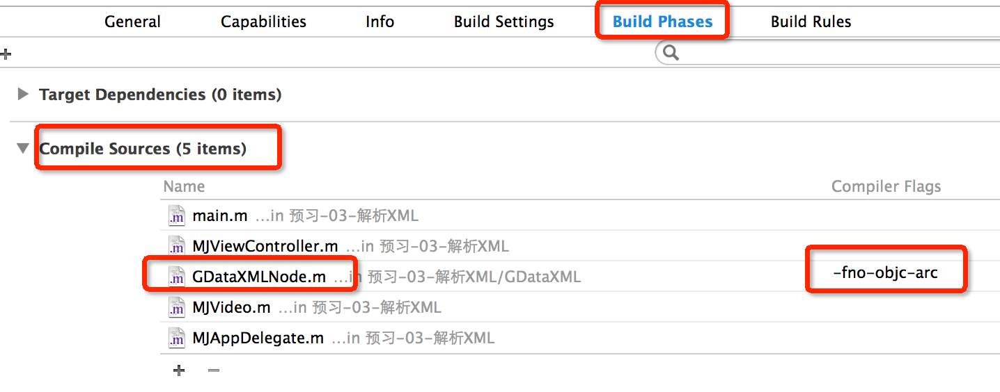 General Capabilities Info Build Settings Build Phases Build Rules
Target Dependencies (0 items)
Compile Sources (5 items)
Name Compiler Flags
.m main.m ...in 预习-03-解析XML
.m MJViewController.m ...in 预习-03-解析XML
.m GDataXMLNode.m ...in 预习-03-解析XML/GDataXML -fno-objc-arc
.m MJVideo.m ...in 预习-03-解析XML
.m MJAppDelegate.m ...in 预习-03-解析XML